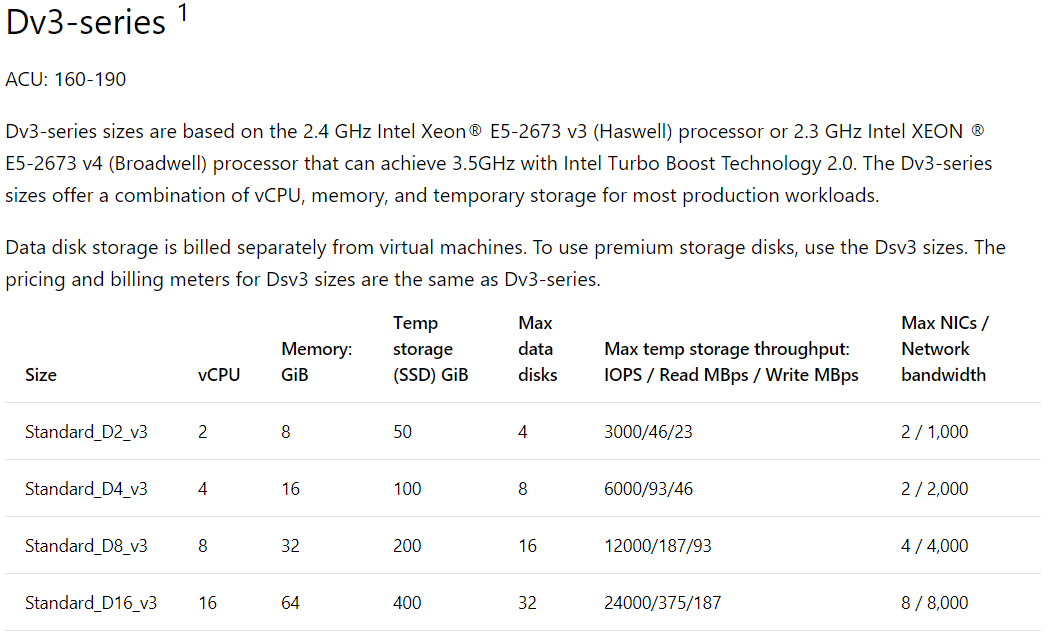 Dv3-series 1
ACU: 160-190
Dv3-series sizes are based on the 2.4 GHz Intel Xeon® E5-2673 v3 (Haswell) processor or 2.3 GHz Intel XEON ®
E5-2673 v4 (Broadwell) processor that can achieve 3.5GHz with Intel Turbo Boost Technology 2.0. The Dv3-series
sizes offer a combination of vCPU, memory, and temporary storage for most production workloads.
Data disk storage is billed separately from virtual machines. To use premium storage disks, use the Dsv3 sizes. The
pricing and billing meters for Dsv3 sizes are the same as Dv3-series.
Temp Max Max NICs /
Memory: storage data Max temp storage throughput: Network
Size vCPU GiB (SSD) GiB disks IOPS / Read MBps / Write MBps bandwidth
Standard_D2_v3 2 8 50 4 3000/46/23 2 / 1,000
Standard_D4_v3 4 16 100 8 6000/93/46 2 / 2,000
Standard_D8_v3 8 32 200 16 12000/187/93 4 / 4,000
Standard_D16_v3 16 64 400 32 24000/375/187 8 / 8,000